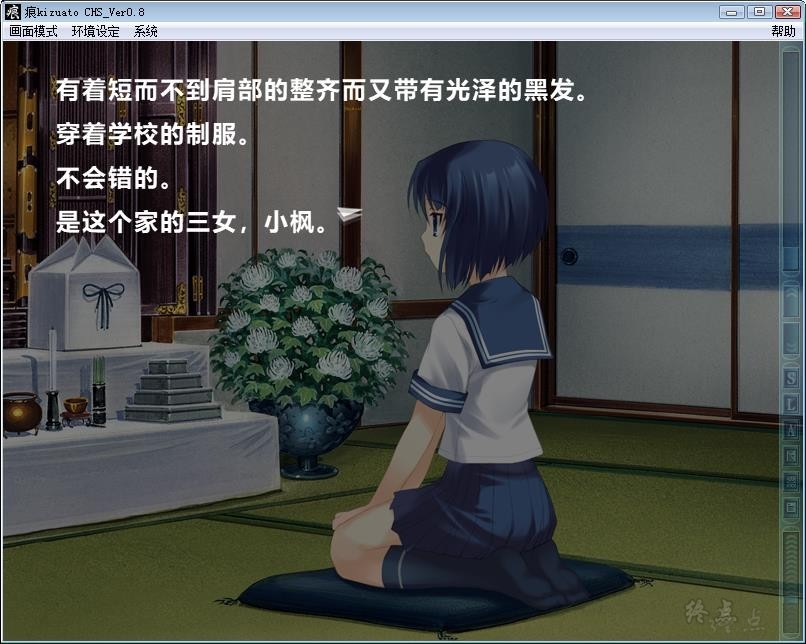 痕 痕kizuato CHS_Ver0.8
画面模式 环境设定 系统 帮助
有着短而不到肩部的整齐而又带有光泽的黑发。
穿着学校的制服。
不会错的。
是这个家的三女，小枫。
S
L
A
终点